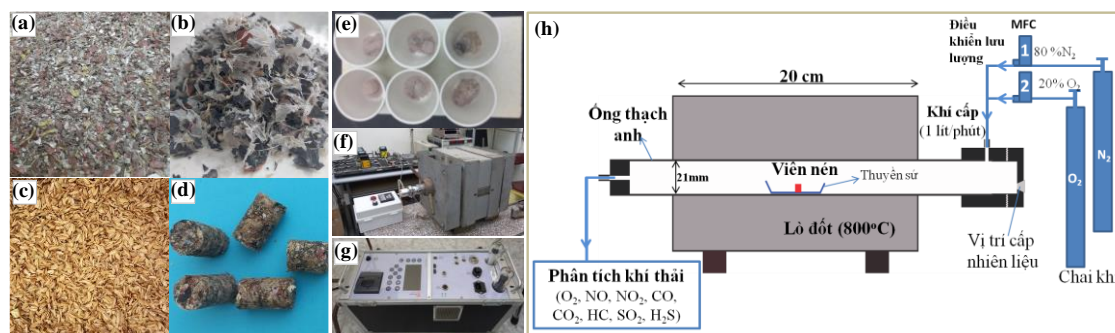 (a)
(b)
(c)
(d)
(e)
(f)
(g)
(h)
Điều
khiển lưu
lượng
MFC
1
80 %N₂
2
20% O₂
20 cm
Khí cấp
(1 lít/phút)
Ống thạch
anh
21mm
Viên nén
Thuyền sứ
N₂
O₂
Lò đốt (800°C)
Vị trí cấp
nhiên liệu
Chai kh
Phân tích khí thải
(O₂, NO, NO₂, CO,
CO₂, HC, SO₂, H₂S)